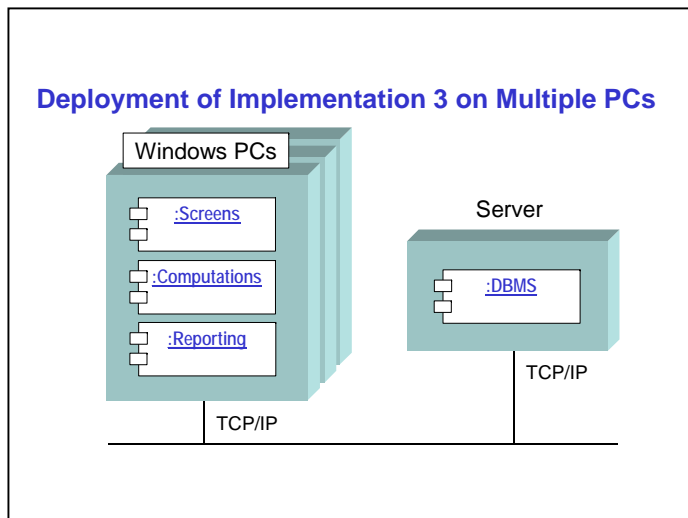 Deployment of Implementation 3 on Multiple PCs
Windows PCs
:Screens
:Computations
:Reporting
TCP/IP
Server
:DBMS
TCP/IP